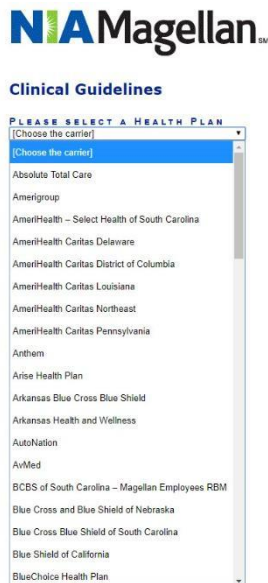 NIA Magellan SM
Clinical Guidelines
PLEASE SELECT A HEALTH PLAN
[Choose the carrier]
[Choose the carrier]
Absolute Total Care
Amerigroup
AmeriHealth – Select Health of South Carolina
AmeriHealth Caritas Delaware
AmeriHealth Caritas District of Columbia
AmeriHealth Caritas Louisiana
AmeriHealth Caritas Northeast
AmeriHealth Caritas Pennsylvania
Anthem
Arise Health Plan
Arkansas Blue Cross Blue Shield
Arkansas Health and Wellness
AutoNation
AvMed
BCBS of South Carolina – Magellan Employees RBM
Blue Cross and Blue Shield of Nebraska
Blue Cross Blue Shield of South Carolina
Blue Shield of California
BlueChoice Health Plan